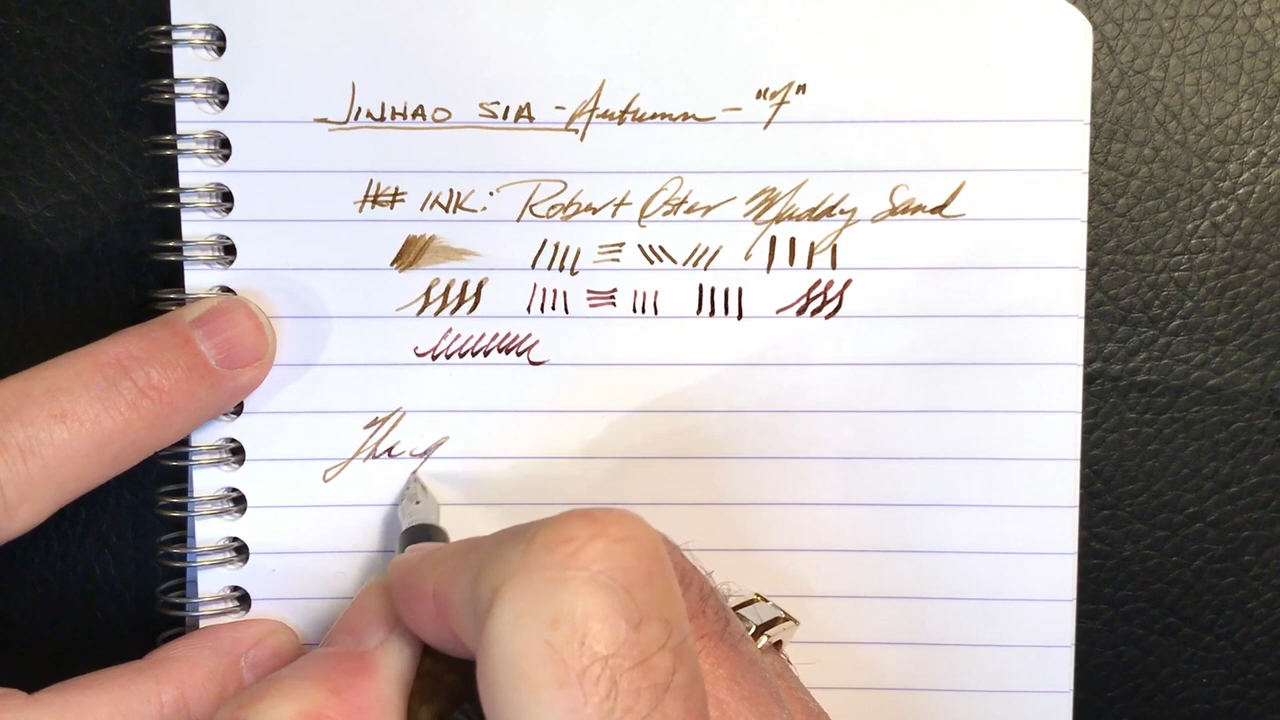 JINHAO 51A - Autumn - "f"
INK: Robert Oster Muddy Sand